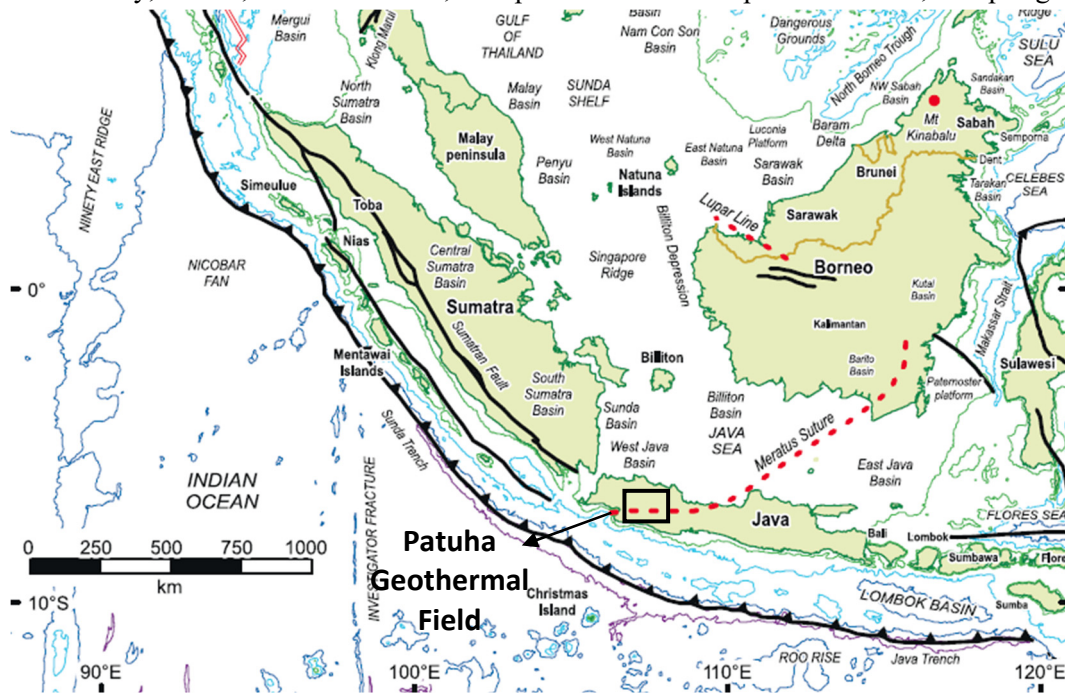 Mergui
Basin
Klong Marui
GULF
OF
THAILAND
Basin
Nam Con Son
Basin
Dangerous
Grounds
North Borneo Trough
Ridge
SULU
SEA
NW Sabah
Basin
Sandakan
Basin
North
Sumatra
Basin
Malay
Basin
SUNDA
SHELF
Malay
peninsula
Penyu
Basin
West Natuna
Basin
East Natuna
Basin
Luconia
Platform
Baram
Delta
Mt
Kinabalu
Sabah
Semporna
Sarawak
Basin
Brunei
Dent
Tarakan
Basin
CELEBES
SEA
NINETY EAST RIDGE
Simeulue
Toba
Natuna
Islands
Lupar Line
Sarawak
Nias
Central
Sumatra
Basin
Singapore
Ridge
Billiton Depression
Borneo
NICOBAR
FAN
0°
Sumatra
Kutai
Basin
Makassar Strait
Kalimantan
Sumatran Fault
Mentawai
Islands
Billiton
Barito
Basin
Sulawesi
Paternoster
platform
South
Sumatra
Basin
Sunda
Basin
Billiton
Basin
JAVA
SEA
Sunda Trench
West Java
Basin
Meratus Suture
East Java
Basin
INDIAN
OCEAN
INVESTIGATOR FRACTURE
Java
FLORES SEA
Bali
Lombok
Sumbawa
Flore
0 250 500 750 1000
km
Patuha
Geothermal
Field
Christmas
Island
LOMBOK BASIN
Sumba
10°S
ROO RISE
Java Trench
90°E
100°E
110°E
120°E